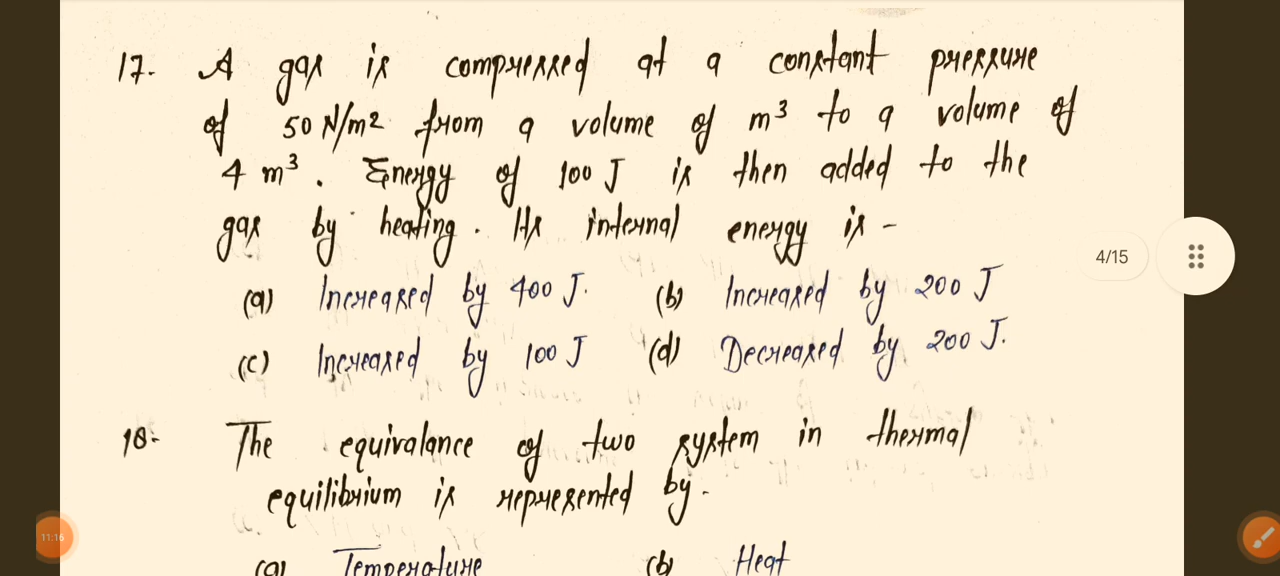 17. A gas is compressed at a constant pressure
of 50 N/m² from a volume of m³ to a volume of
4 m³. Energy of 100 J is then added to the
gas by heating. Its internal energy is -
(a) Increased by 400 J. (b) Increased by 200 J
(c) Increased by 100 J (d) Decreased by 200 J.
18. The equivalance of two system in thermal
equilibrium is represented by.
(a) Temperature (b) Heat
4/15
11:16